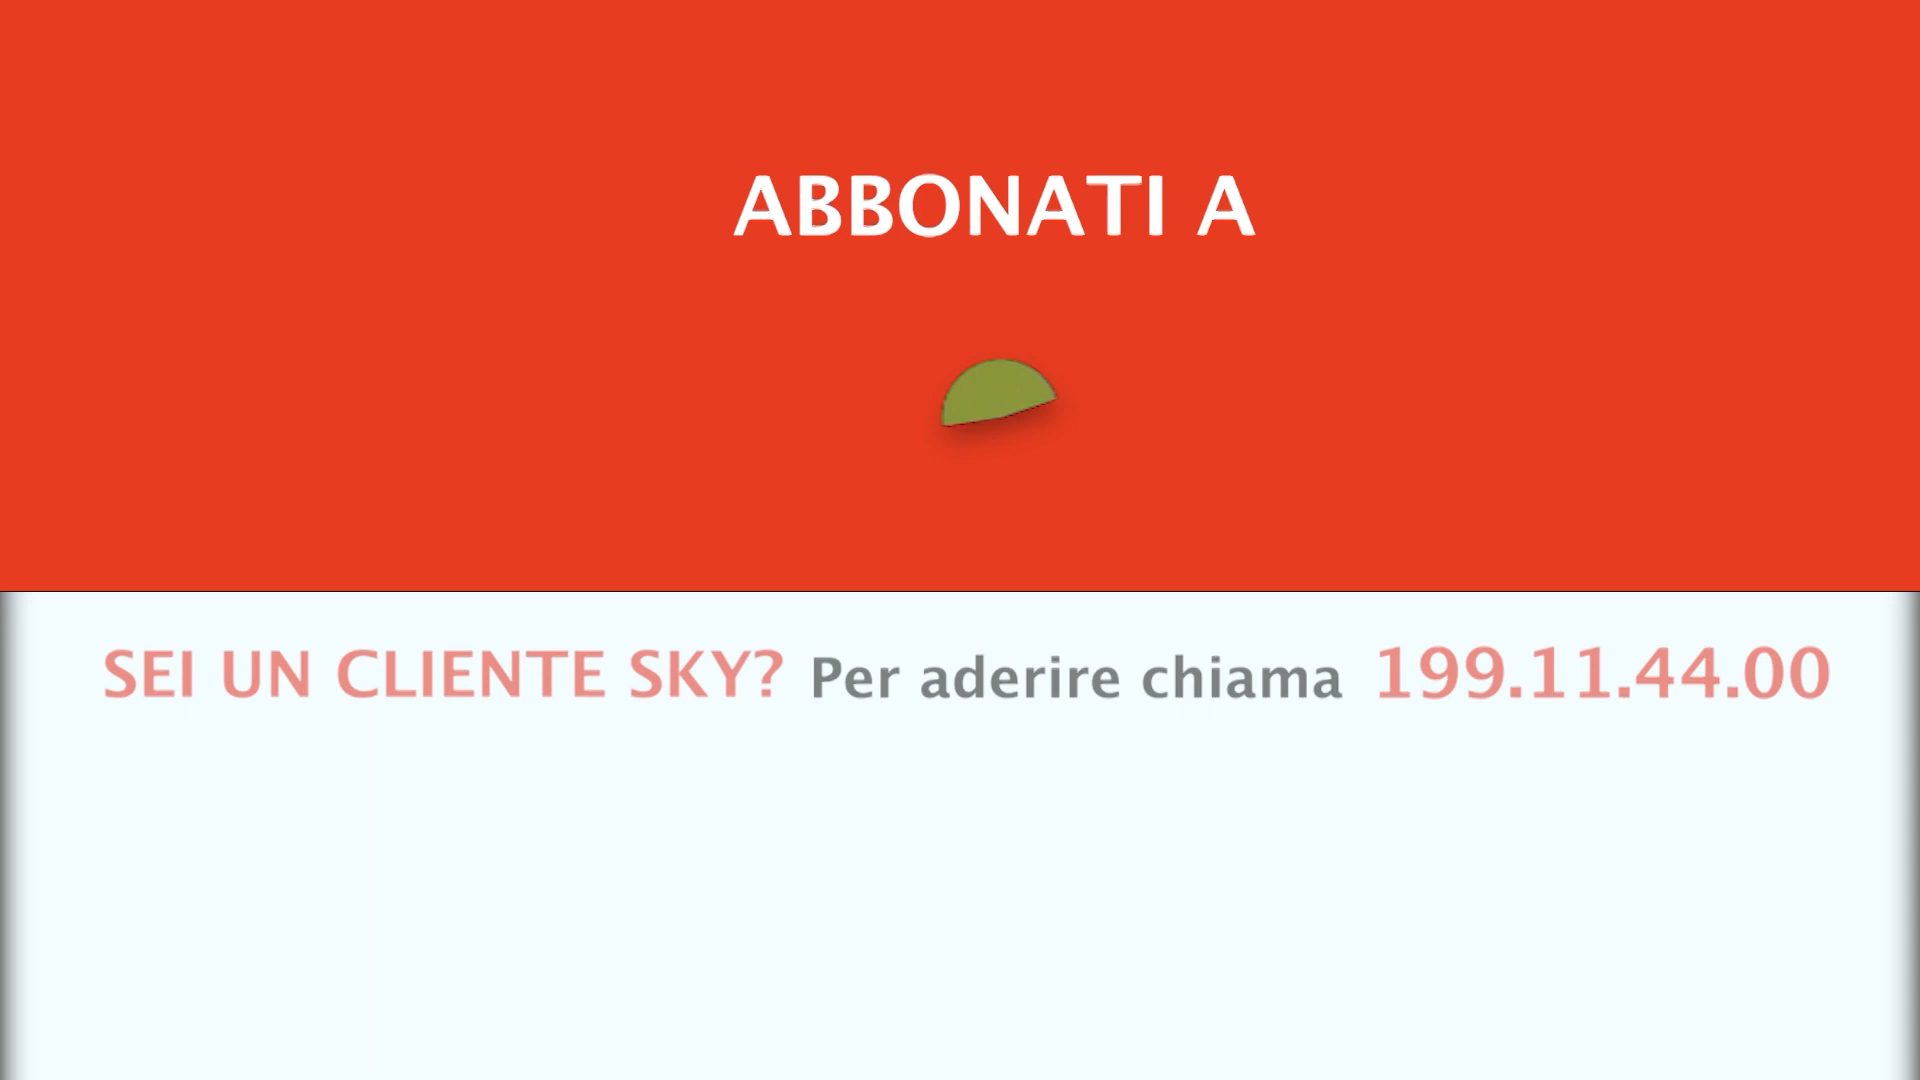 ABBONATI A
SEI UN CLIENTE SKY? Per aderire chiama 199.11.44.00